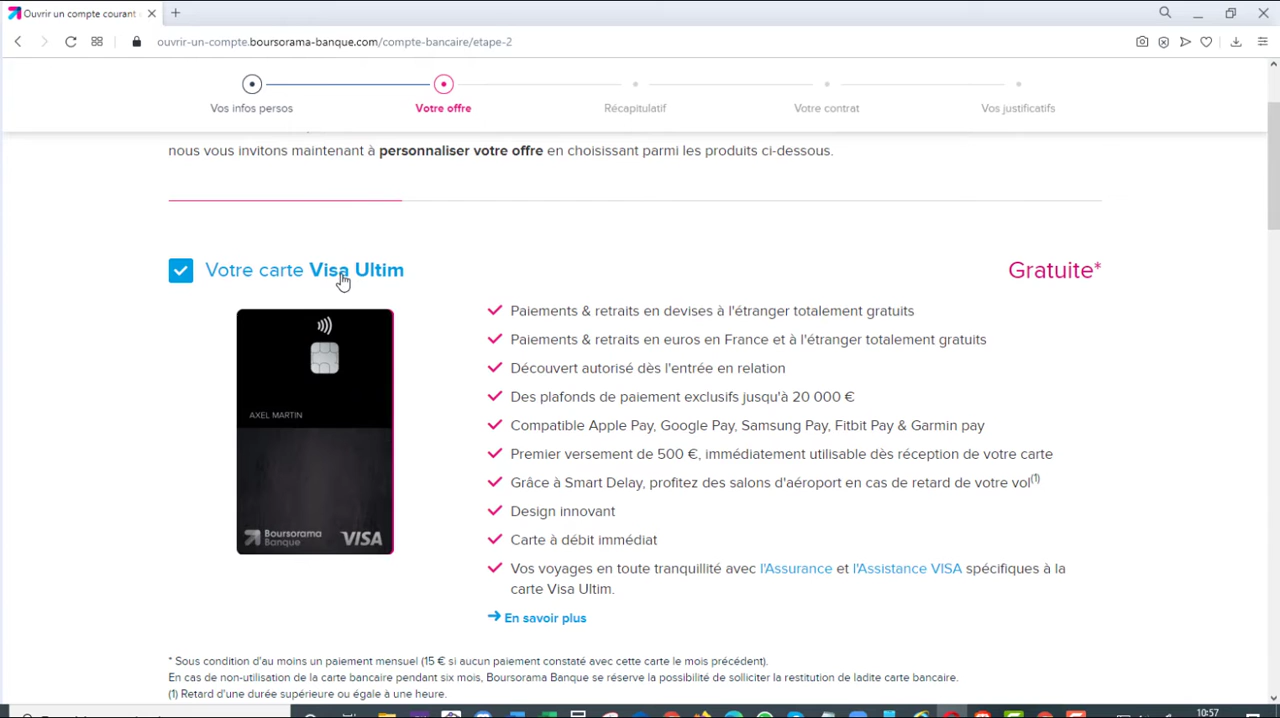 Ouvrir un compte courant
ouvrir-un-compte.boursorama-banque.com/compte-bancaire/etape-2
Vos infos persos
Votre offre
Récapitulatif
Votre contrat
Vos justificatifs
nous vous invitons maintenant à personnaliser votre offre en choisissant parmi les produits ci-dessous.
Votre carte Visa Ultim
Gratuite*
AXEL MARTIN
Boursorama
Banque
VISA
Paiements & retraits en devises à l'étranger totalement gratuits
Paiements & retraits en euros en France et à l'étranger totalement gratuits
Découvert autorisé dès l'entrée en relation
Des plafonds de paiement exclusifs jusqu'à 20 000 €
Compatible Apple Pay, Google Pay, Samsung Pay, Fitbit Pay & Garmin pay
Premier versement de 500 €, immédiatement utilisable dès réception de votre carte
Grâce à Smart Delay, profitez des salons d'aéroport en cas de retard de votre vol(1)
Design innovant
Carte à débit immédiat
Vos voyages en toute tranquillité avec l'Assurance et l'Assistance VISA spécifiques à la
carte Visa Ultim.
En savoir plus
* Sous condition d'au moins un paiement mensuel (15 € si aucun paiement constaté avec cette carte le mois précédent).
En cas de non-utilisation de la carte bancaire pendant six mois, Boursorama Banque se réserve la possibilité de solliciter la restitution de ladite carte bancaire.
(1) Retard d'une durée supérieure ou égale à une heure.
10:57